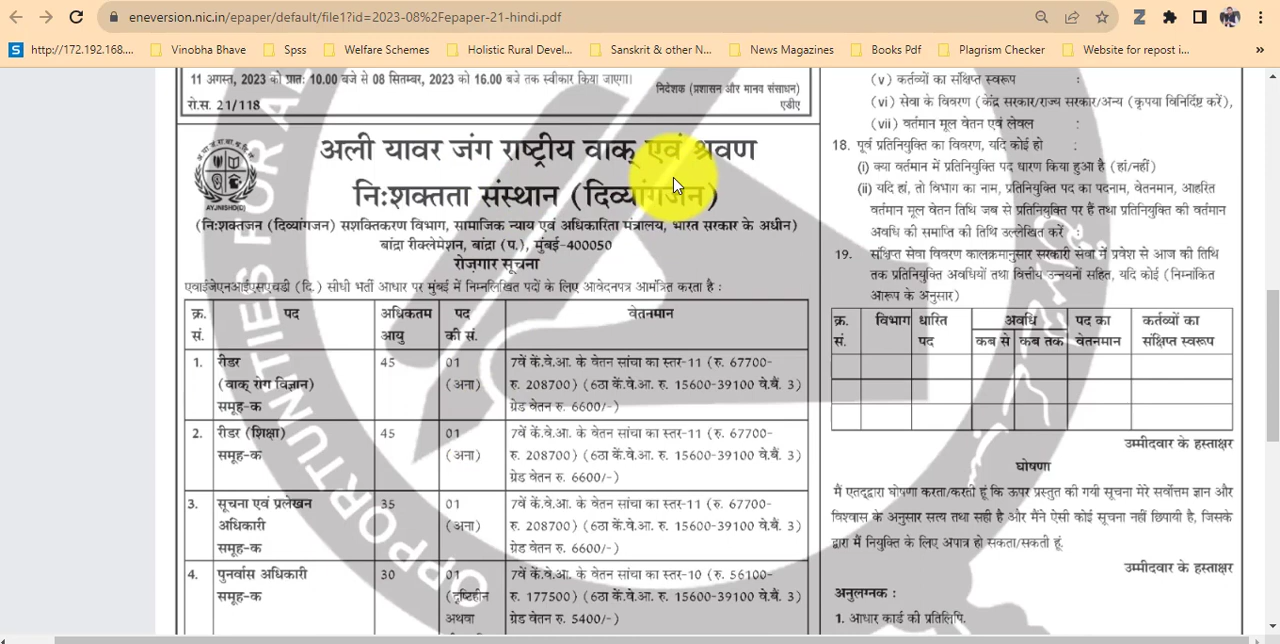 eneversion.nic.in/epaper/default/file1?id=2023-08%2Fepaper-21-hindi.pdf
S http://172.192.168.... Vinobha Bhave Spss Welfare Schemes Holistic Rural Devel... Sanskrit & other N... News Magazines Books Pdf Plagrism Checker Website for repost i... »
11 अगस्त, 2023 को प्रात: 10.00 बजे से 08 सितम्बर, 2023 को 16.00 बजे तक स्वीकार किया जाएगा।
निदेशक (प्रशासन और मानव संसाधन)
रो.स. 21/118
एडीए
अली यावर जंग राष्ट्रीय वाक् एवं श्रवण
नि:शक्तता संस्थान (दिव्यांगजन)
AYJNISHD(D)
(नि:शक्तजन (दिव्यांगजन) सशक्तिकरण विभाग, सामाजिक न्याय एवं अधिकारिता मंत्रालय, भारत सरकार के अधीन)
बांद्रा रीक्लेमेशन, बांद्रा (प.), मुंबई-400050
रोज़गार सूचना
एवाईजेएनआईएसएचडी (दि.) सीधी भर्ती आधार पर मुंबई में निम्नलिखित पदों के लिए आवेदनपत्र आमंत्रित करता है :
क्र. पद अधिकतम पद वेतनमान
सं. आयु की सं.
1. रीडर 45 01 7वें कें.वे.आ. के वेतन सांचा का स्तर-11 (रु. 67700-
(वाक् रोग विज्ञान) (अना) रु. 208700) (6ठा कें.वे.आ. रु. 15600-39100 वे.बैं. 3)
समूह-क ग्रेड वेतन रु. 6600/-)
2. रीडर (शिक्षा) 45 01 7वें कें.वे.आ. के वेतन सांचा का स्तर-11 (रु. 67700-
समूह-क (अना) रु. 208700) (6ठा कें.वे.आ. रु. 15600-39100 वे.बैं. 3)
ग्रेड वेतन रु. 6600/-)
3. सूचना एवं प्रलेखन 35 01 7वें कें.वे.आ. के वेतन सांचा का स्तर-11 (रु. 67700-
अधिकारी (अना) रु. 208700) (6ठा कें.वे.आ. रु. 15600-39100 वे.बैं. 3)
समूह-क ग्रेड वेतन रु. 6600/-)
4. पुनर्वास अधिकारी 30 01 7वें कें.वे.आ. के वेतन सांचा का स्तर-10 (रु. 56100-
समूह-क (दृष्टिहीन रु. 177500) (6ठा कें.वे.आ. रु. 15600-39100 वे.बैं. 3)
अथवा ग्रेड वेतन रु. 5400/-)
(v) कर्तव्यों का संक्षिप्त स्वरूप :
(vi) सेवा के विवरण (केंद्र सरकार/राज्य सरकार/अन्य (कृपया विनिर्दिष्ट करें),
(vii) वर्तमान मूल वेतन एवं लेवल :
18. पूर्व प्रतिनियुक्ति का विवरण, यदि कोई हो :
(i) क्या वर्तमान में प्रतिनियुक्ति पद धारण किया हुआ है (हां/नहीं)
(ii) यदि हां, तो विभाग का नाम, प्रतिनियुक्ति पद का पदनाम, वेतनमान, आहरित
वर्तमान मूल वेतन तिथि जब से प्रतिनियुक्ति पर हैं तथा प्रतिनियुक्ति की वर्तमान
अवधि की समाप्ति की तिथि उल्लेखित करें :
19. संक्षिप्त सेवा विवरण कालक्रमानुसार सरकारी सेवा में प्रवेश से आज की तिथि
तक प्रतिनियुक्ति अवधियों तथा वित्तीय उन्नयनों सहित, यदि कोई (निम्नांकित
आरूप के अनुसार)
क्र. विभाग धारित अवधि पद का कर्तव्यों का
सं. पद कब से कब तक वेतनमान संक्षिप्त स्वरूप
उम्मीदवार के हस्ताक्षर
घोषणा
मैं एतद्द्वारा घोषणा करता/करती हूं कि ऊपर प्रस्तुत की गयी सूचना मेरे सर्वोत्तम ज्ञान और
विश्वास के अनुसार सत्य तथा सही है और मैंने ऐसी कोई सूचना नहीं छिपायी है, जिसके
द्वारा मैं नियुक्ति के लिए अपात्र हो सकता/सकती हूं.
उम्मीदवार के हस्ताक्षर
अनुलग्नक :
1. आधार कार्ड की प्रतिलिपि.
OPPORTUNITIES FOR